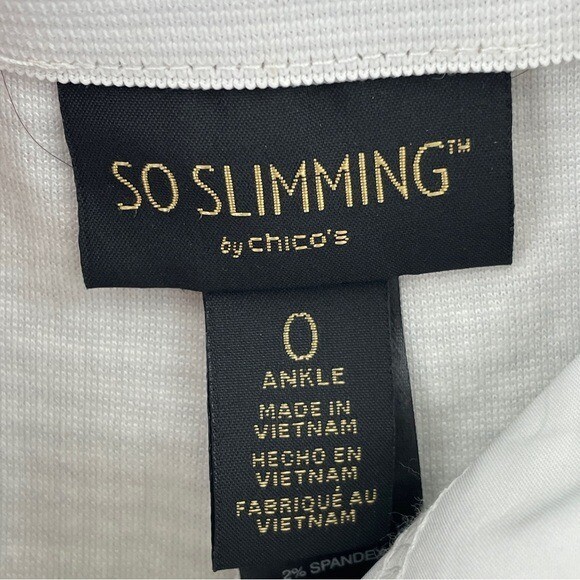 SO SLIMMING™
by chico's
0
ANKLE
MADE IN
VIETNAM
HECHO EN
VIETNAM
FABRIQUÉ AU
VIETNAM
2% SPANDEX